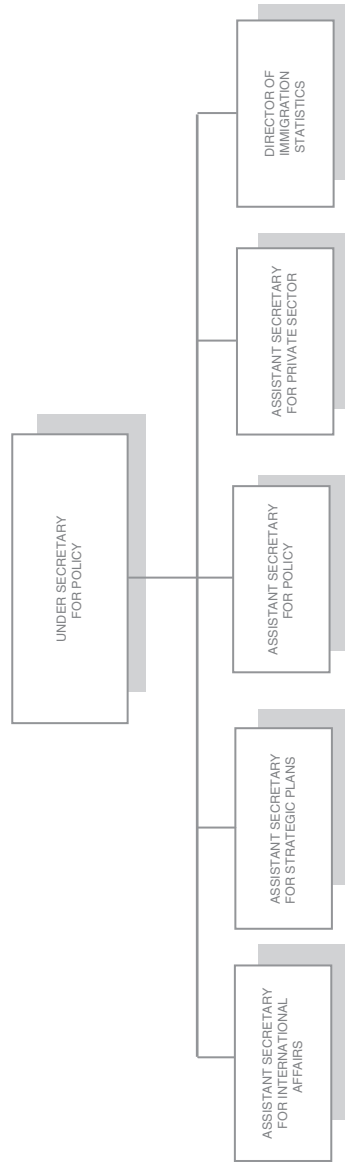 UNDER SECRETARY
FOR POLICY
ASSISTANT SECRETARY
FOR INTERNATIONAL
AFFAIRS
ASSISTANT SECRETARY
FOR STRATEGIC PLANS
ASSISTANT SECRETARY
FOR POLICY
ASSISTANT SECRETARY
FOR PRIVATE SECTOR
DIRECTOR OF
IMMIGRATION
STATISTICS